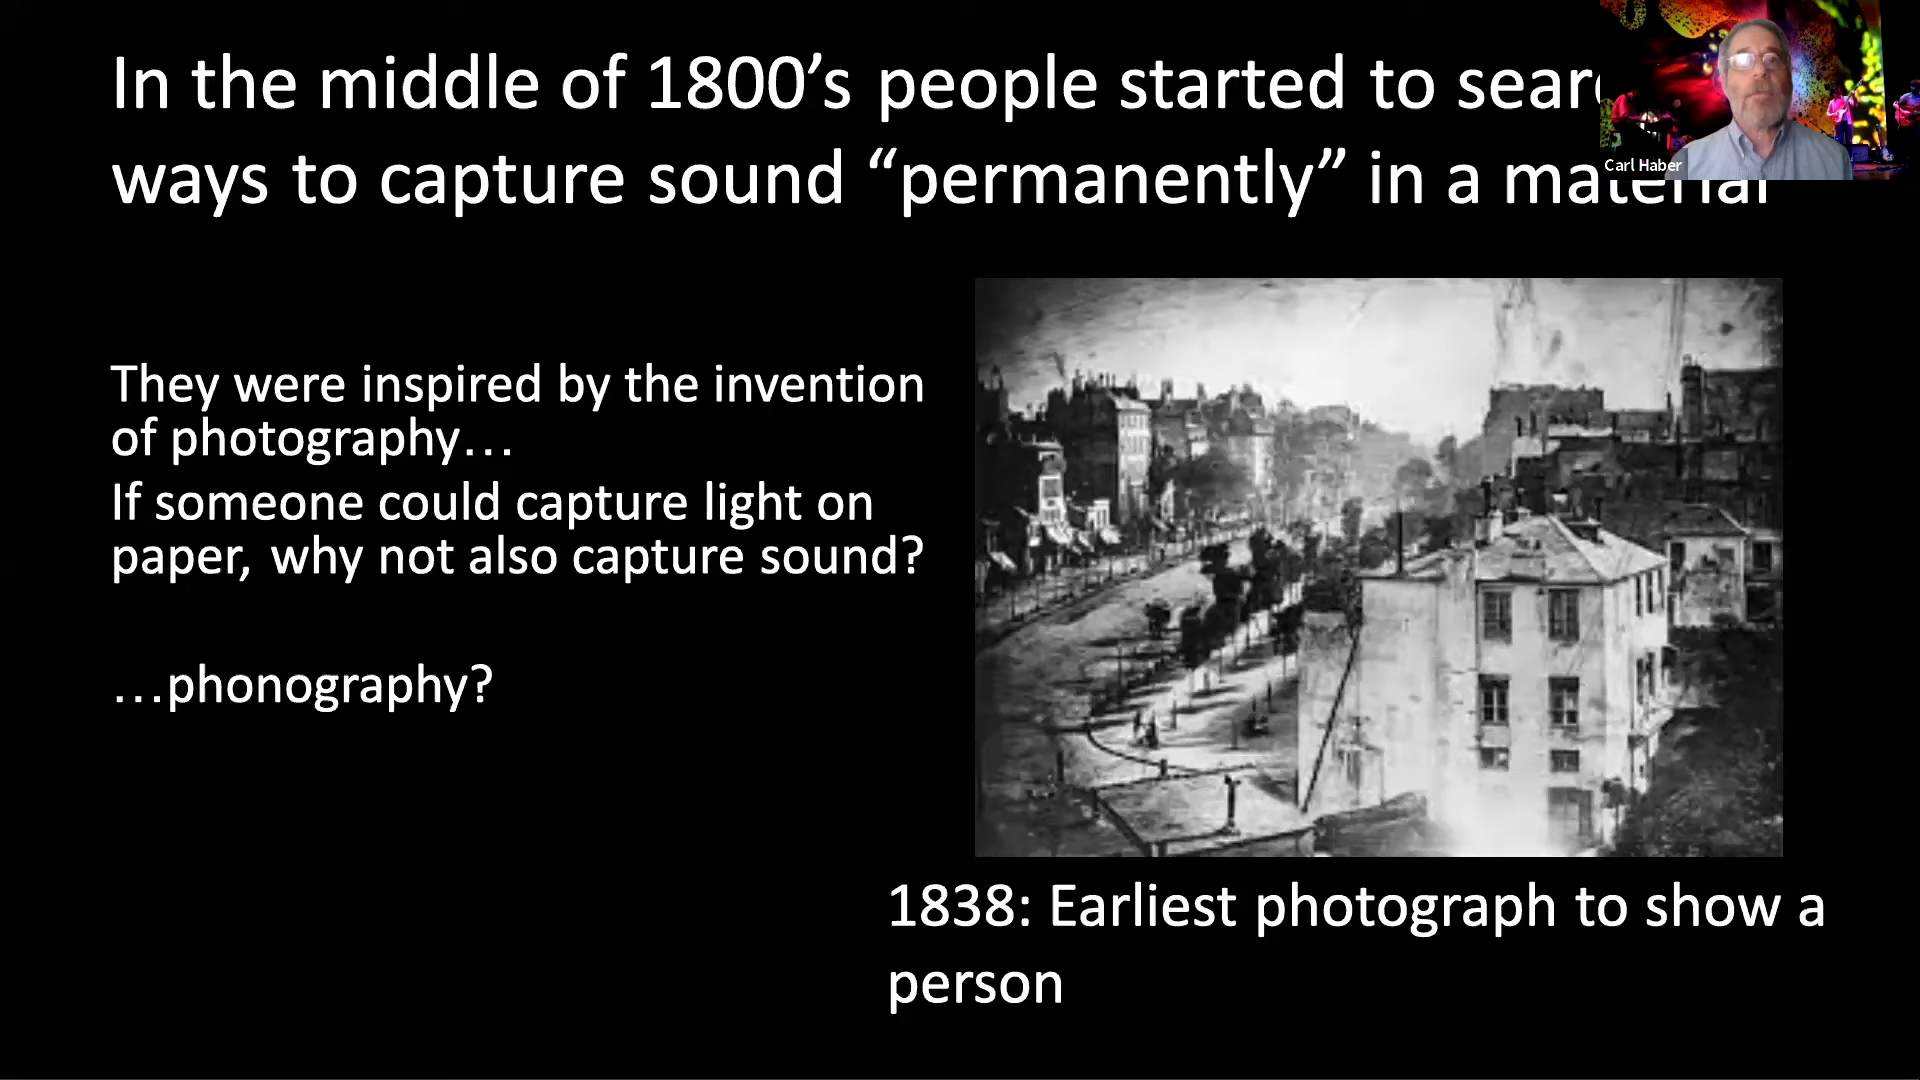 In the middle of 1800’s people started to
ways to capture sound “permanently” in a material
Carl Haber
They were inspired by the invention
of photography…
If someone could capture light on
paper, why not also capture sound?
…phonography?
1838: Earliest photograph to show a
person